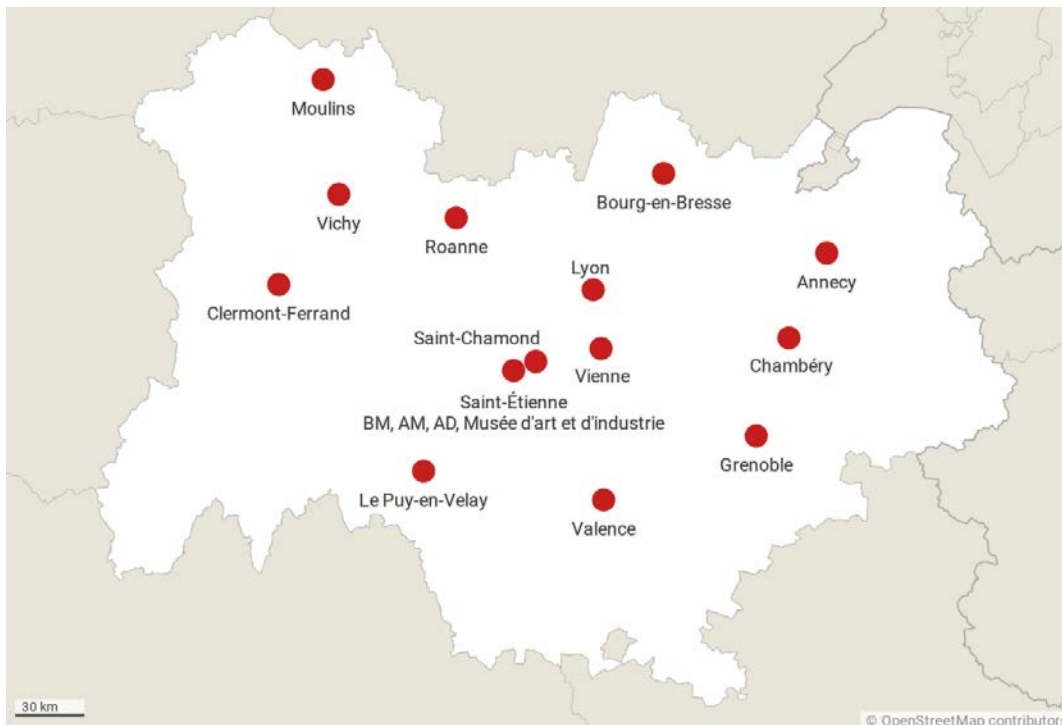 Moulins
Bourg-en-Bresse
Vichy
Roanne
Lyon
Annecy
Clermont-Ferrand
Saint-Chamond
Vienne
Chambéry
Saint-Étienne
BM, AM, AD, Musée d'art et d'industrie
Grenoble
Le Puy-en-Velay
Valence
30 km
© OpenStreetMap contributor